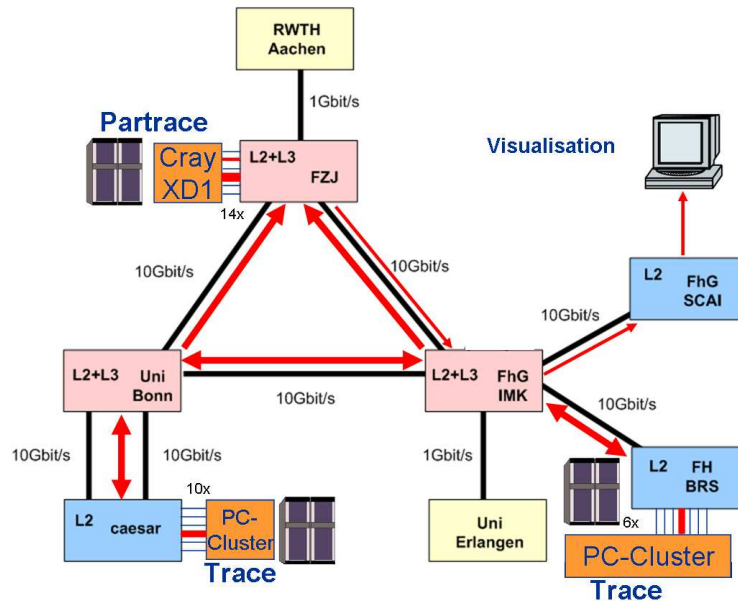 RWTH
Aachen
1Gbit/s
Partrace
Visualisation
Cray
XD1
L2+L3
FZJ
14x
10Gbit/s
10Gbit/s
L2
FhG
SCAI
10Gbit/s
L2+L3
Uni
Bonn
L2+L3
FhG
IMK
10Gbit/s
10Gbit/s
10Gbit/s
10Gbit/s
1Gbit/s
L2
FH
BRS
10x
L2
caesar
PC-
Cluster
Trace
Uni
Erlangen
6x
PC-Cluster
Trace